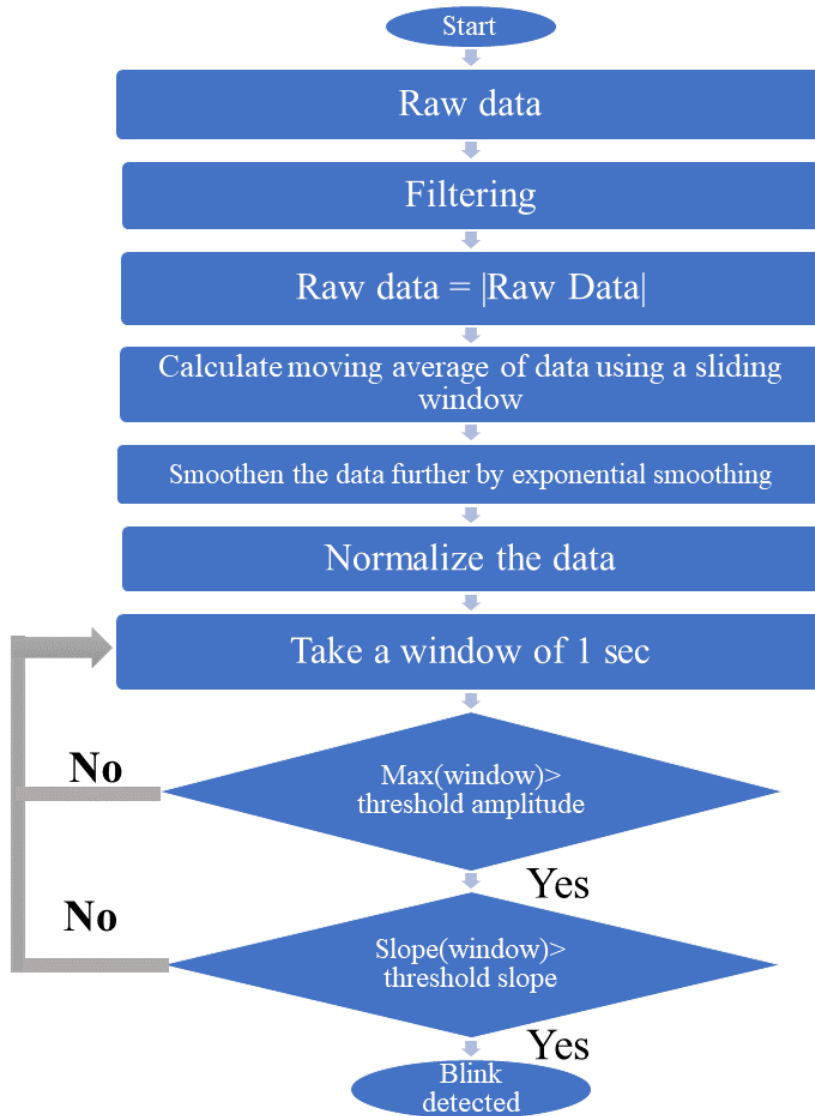 Start
Raw data
Filtering
Raw data = |Raw Data|
Calculate moving average of data using a sliding
window
Smoothen the data further by exponential smoothing
Normalize the data
Take a window of 1 sec
No
Max(window)>
threshold amplitude
Yes
No
Slope(window)>
threshold slope
Yes
Blink
detected